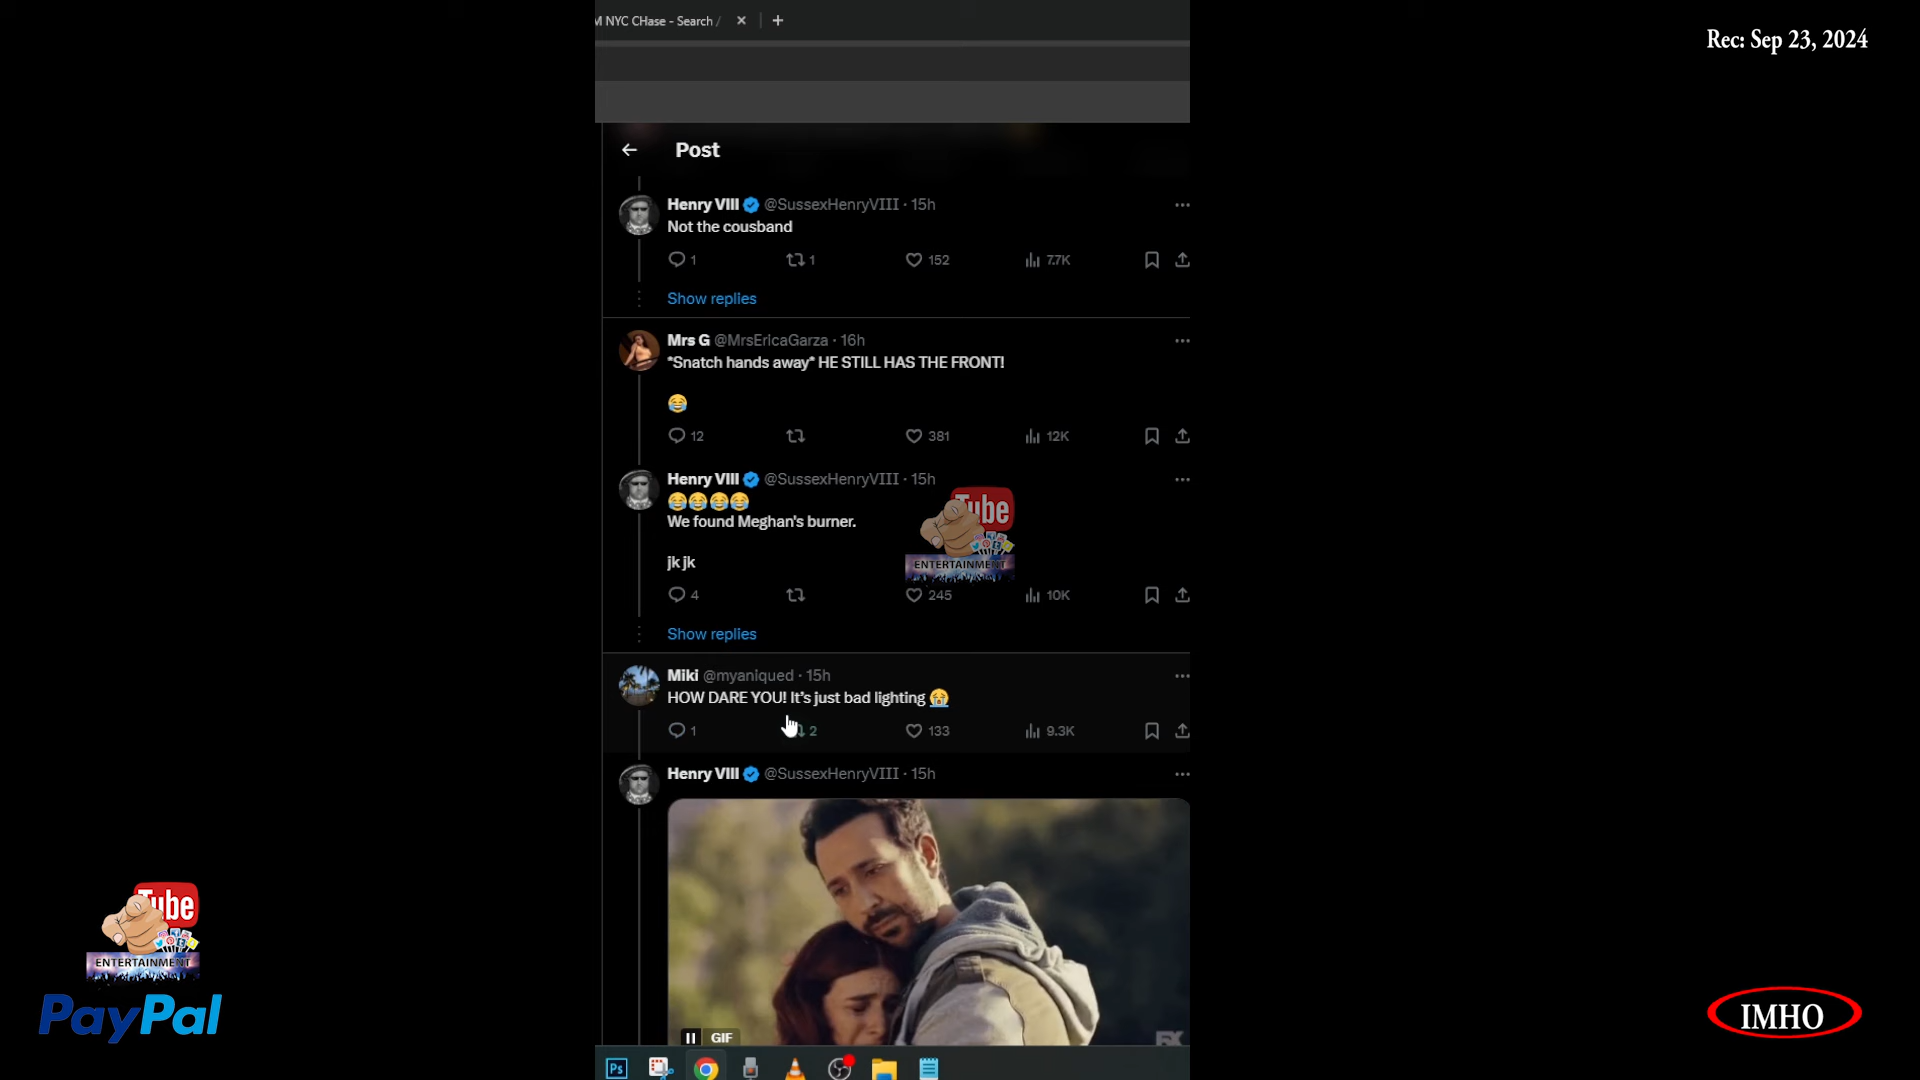 M NYC CHase - Search /
Rec: Sep 23, 2024
Post
Henry VIII @SussexHenryVIII · 15h
Not the cousband
1 1 152 7.7K
Show replies
Mrs G @MrsEricaGarza · 16h
*Snatch hands away* HE STILL HAS THE FRONT!
😂
12 381 12K
Henry VIII @SussexHenryVIII · 15h
😂😂😂😂
We found Meghan's burner.
jk jk
4 245 10K
Tube
ENTERTAINMENT
Show replies
Miki @myaniqued · 15h
HOW DARE YOU! It's just bad lighting 😭
1 2 133 9.3K
Henry VIII @SussexHenryVIII · 15h
GIF
FX
Ps
Tube
ENTERTAINMENT
PayPal
IMHO